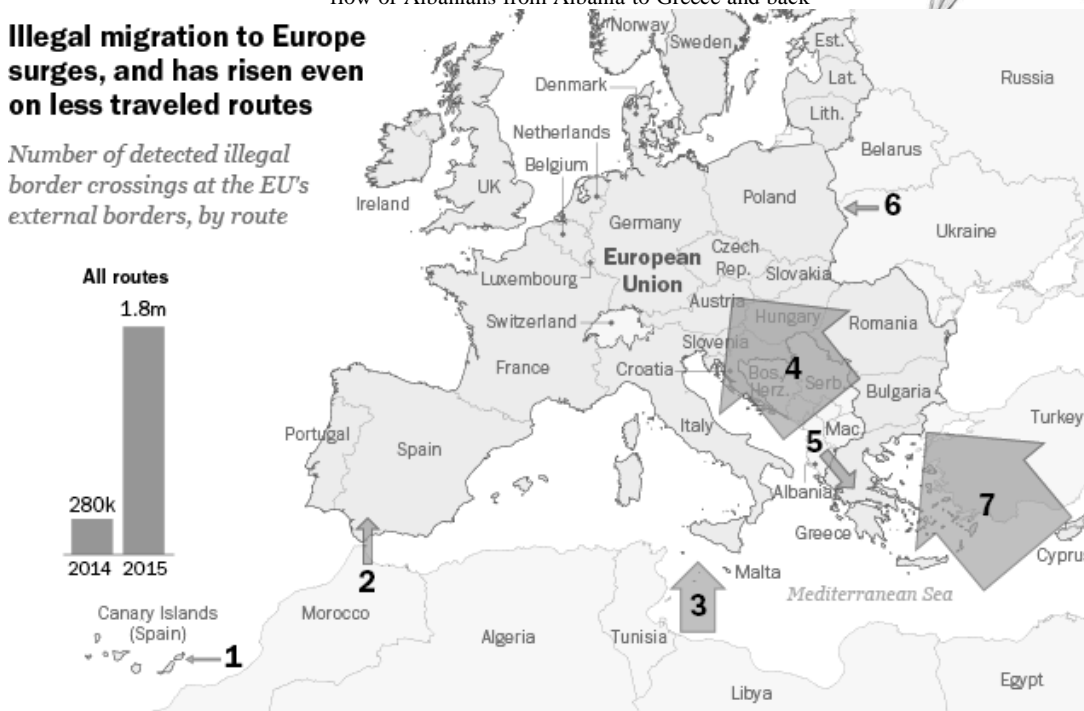 flow of Albanians from Albania to Greece and back
Illegal migration to Europe
surges, and has risen even
on less traveled routes
Number of detected illegal
border crossings at the EU's
external borders, by route
All routes
1.8m
280k
2014 2015
Norway
Sweden
Est.
Lat.
Lith.
Russia
Denmark
Netherlands
Belgium
Belarus
Ireland
UK
Poland
6
Germany
Ukraine
European
Union
Czech
Rep.
Slovakia
Luxembourg
Austria
Hungary
Switzerland
Romania
Slovenia
France
Croatia
Bos.
Herz.
4
Serb.
Bulgaria
Italy
Mac.
Turkey
Portugal
Spain
5
Albania
7
Greece
Cyprus
2
Malta
Mediterranean Sea
3
Canary Islands
(Spain)
1
Morocco
Algeria
Tunisia
Libya
Egypt